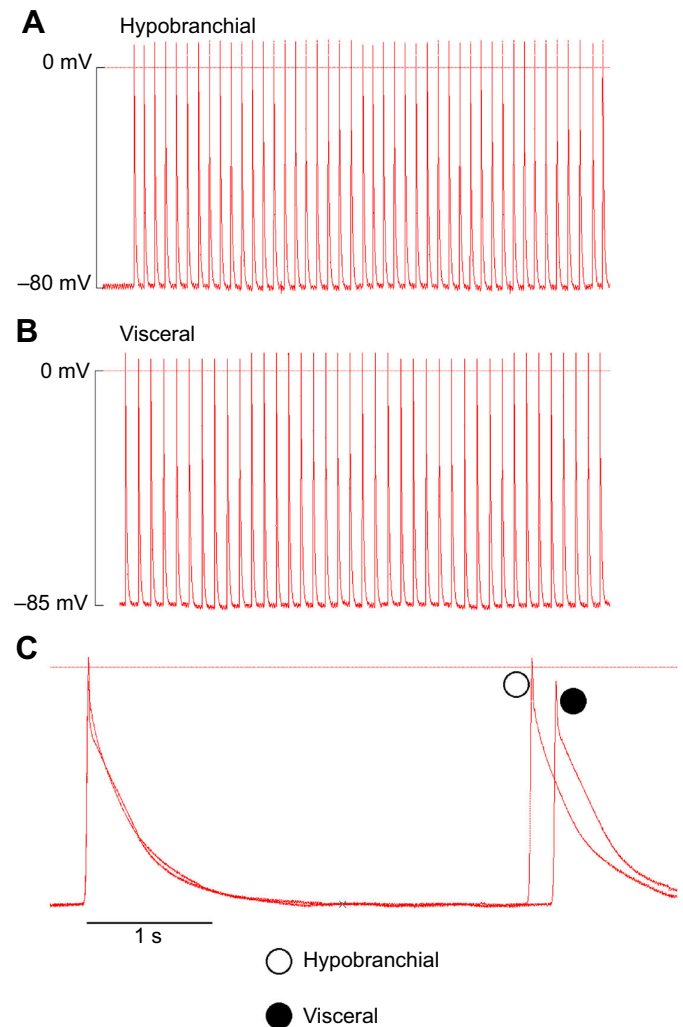 A
Hypobranchial
0 mV
–80 mV
B
Visceral
0 mV
–85 mV
C
1 s
Hypobranchial
Visceral